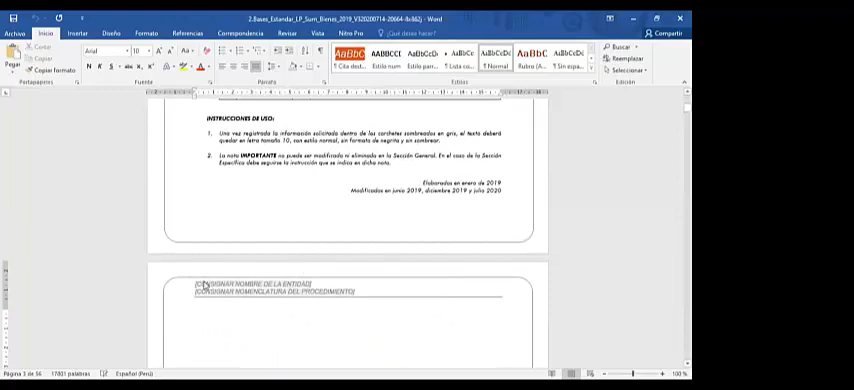 2.Bases_Estandar_LP_Sum_Bienes_2019_V320200714-20664-8x862j - Word
Archivo Inicio Insertar Diseño Formato Referencias Correspondencia Revisar Vista Nitro Pro ¿Qué desea hacer? Compartir
Pegar
Cortar
Copiar
Copiar formato
Portapapeles
Arial 10
N K S
Fuente
Párrafo
AaBbC AABBCCI AaBbCcDc AaBbCc AaBbCcDc AaBbC AaBbCcDc
Cita dest... Estilo num Estilo parr... Lista co... ¶ Normal Rubro (A... ¶ Sin espa...
Estilos
Buscar
Reemplazar
Seleccionar
Edición
INSTRUCCIONES DE USO:
1. Una vez registrada la información solicitada dentro de los corchetes sombreados en gris, el texto deberá
quedar en letra tamaño 10, con estilo normal, sin formato de negrita y sin sombrear.
2. La nota IMPORTANTE no puede ser modificada ni eliminada en la Sección General. En el caso de la Sección
Específica debe seguirse la instrucción que se indica en dicha nota.
Elaboradas en enero de 2019
Modificadas en junio 2019, diciembre 2019 y julio 2020
[CONSIGNAR NOMBRE DE LA ENTIDAD]
[CONSIGNAR NOMENCLATURA DEL PROCEDIMIENTO]
Página 3 de 56 17801 palabras Español (Perú) 100 %